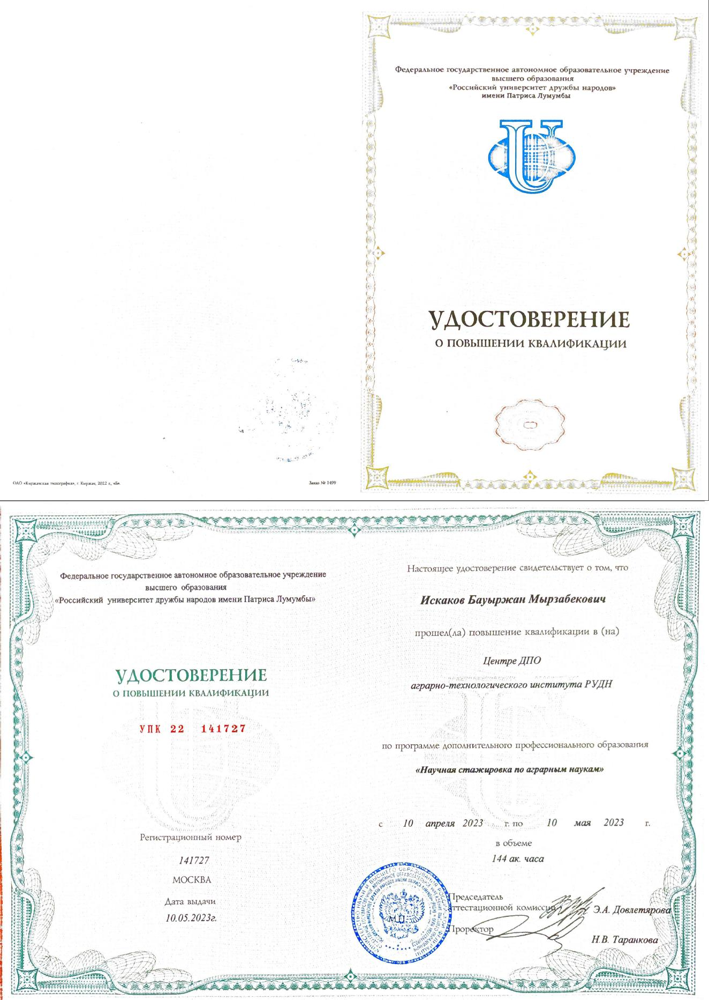 Федеральное государственное автономное образовательное учреждение
высшего образования
«Российский университет дружбы народов»
имени Патриса Лумумбы
УДОСТОВЕРЕНИЕ
О ПОВЫШЕНИИ КВАЛИФИКАЦИИ
ОАО «Киржачская типография», г. Киржач, 2022 г., «Б».
Заказ № 1499
Федеральное государственное автономное образовательное учреждение
высшего образования
«Российский университет дружбы народов имени Патриса Лумумбы»
УДОСТОВЕРЕНИЕ
О ПОВЫШЕНИИ КВАЛИФИКАЦИИ
УПК 22 141727
Регистрационный номер
141727
МОСКВА
Дата выдачи
10.05.2023г.
Настоящее удостоверение свидетельствует о том, что
Искаков Бауыржан Мырзабекович
прошел(ла) повышение квалификации в (на)
Центре ДПО
аграрно-технологического института РУДН
по программе дополнительного профессионального образования
«Научная стажировка по аграрным наукам»
с 10 апреля 2023 г. по 10 мая 2023 г.
в объеме
144 ак. часа
Председатель
аттестационной комиссии
Э.А. Довлетярова
М.П.
Проректор
Н.В. Таранкова